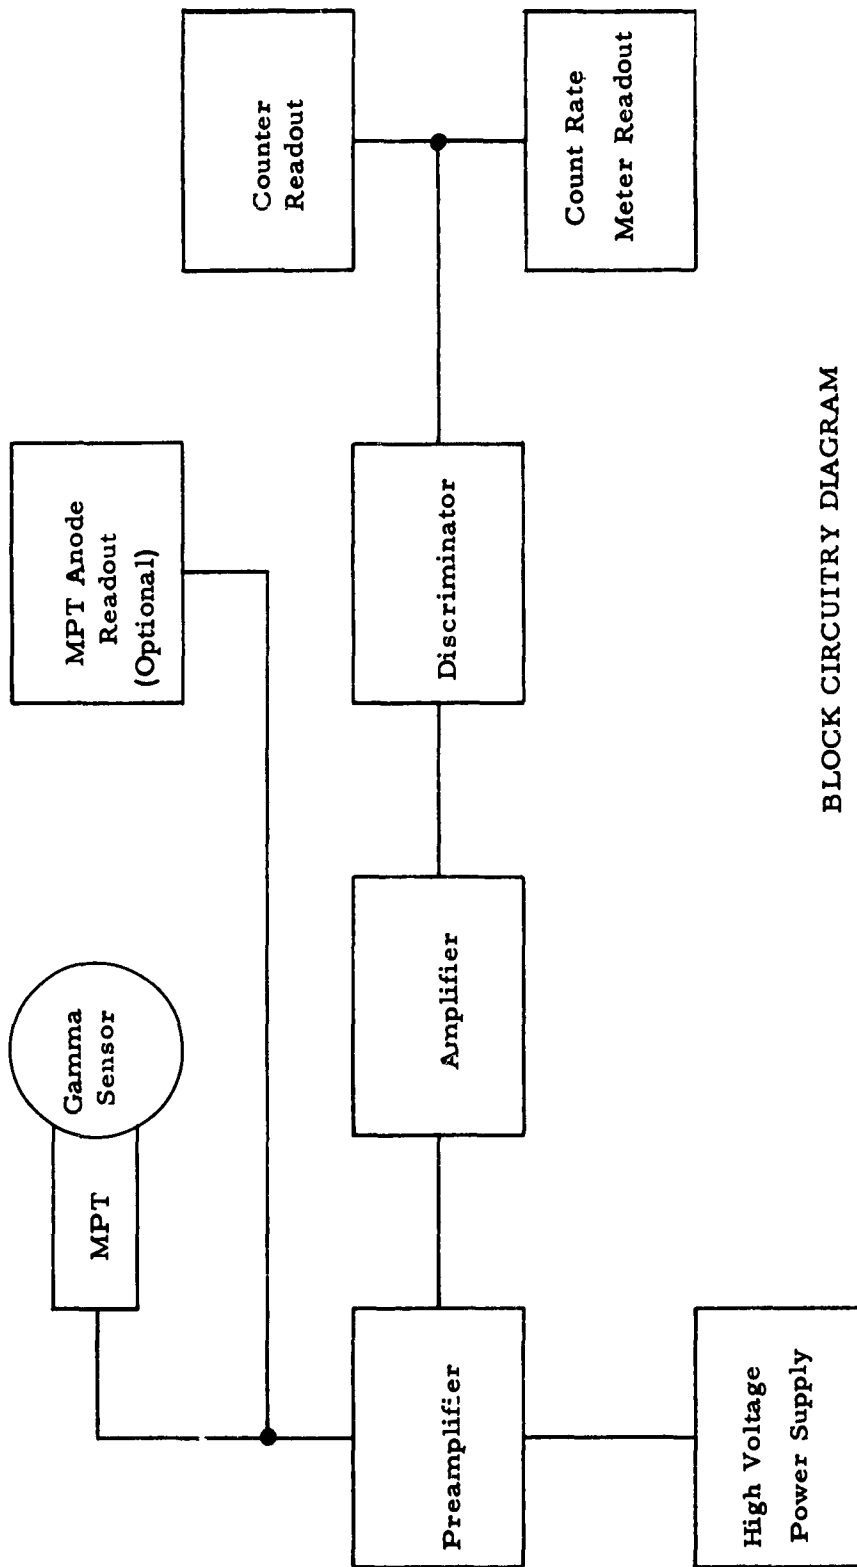 Gamma
Sensor
MPT
MPT Anode
Readout
(Optional)
Counter
Readout
Preamplifier
Amplifier
Discriminator
Count Rate
Meter Readout
High Voltage
Power Supply
BLOCK CIRCUITRY DIAGRAM